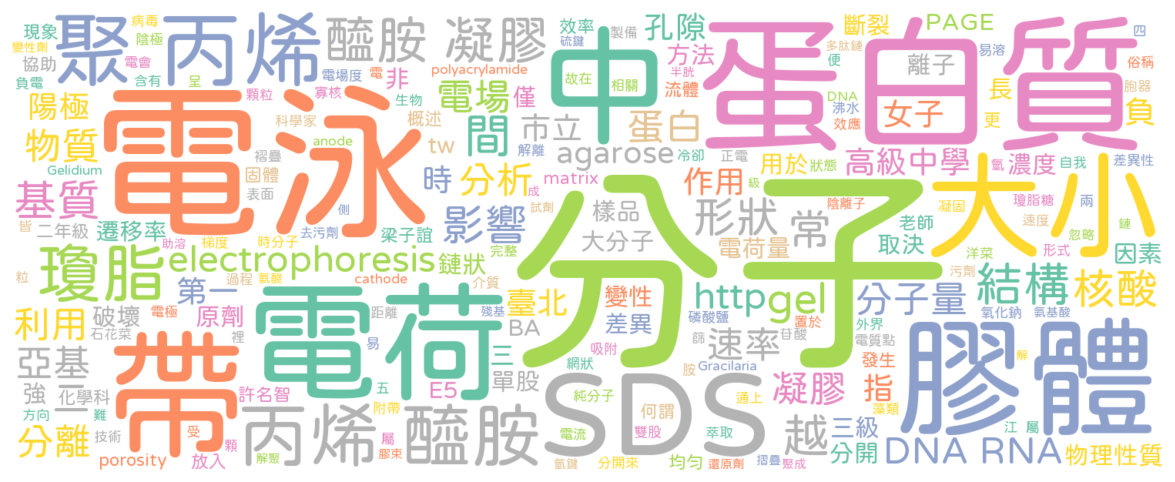 現象 病毒 聚丙烯 醯胺 凝膠 效率 孔隙 斷裂 PAGE 四
變性劑 陰極 硫鍵 製備 多肽鏈 易溶
協助 電會 含有 呈 polyacrylamide 方法 半胱 蛋白質 離子 便 俗稱
負電 顆粒 電場度 寡核 電 非 故在 相關 流體 DNA 沸水 胞器
陽極 電泳 科學家 生物 電場 僅 中 效應 女子 長 負
物質 概述 間 市立 蛋白 更
褶疊 anode 解離 tw agarose 冷卻 正電 用於 狀態 高級中學 氫 濃度 自我 差異性
Gelidium 固體 時 分析 matrix 作用 級 陰離子 大小 瓊脂糖 兩
基質 表面 側 成 試劑 樣品 形狀 常 凝固 速度 鏈
皆 二年級 去污劑 影響 大分子 分子 老師
遷移率 助溶 梯度 時分子 梁子誼 完整 電荷量 取決 洋菜 形式 忽略 因素
粒 瓊脂 過程 氨酸 electrophoresis 鏈狀 介質 污劑
電極 cathode 殘基 變性 http gel 分子量 結構 核酸
第一 電荷 距離 臺北 差異 磷酸鹽 置於 氧化鈉 氨基酸
利用 破壞 原劑 裡 BA 篩 苷酸 外界
石花菜 易 網狀 吸附 速率 電質點 膠體 解
亞基 帶 三 單股 胺 Gracilaria 發生
強 一 化學科 五 許名智 E5 SDS 凝膠 通上 指 藻類
方向 難 附帶 丙烯 醯胺 純分子 何謂 越 三級 江 屬
分離 技術 受 顆 屬 電流 雙股 萃取 分開 DNA RNA 物理性質
porosity 放入 解聚 膠束 氫鍵 分開來 均勻 還原劑 摺疊 聚成